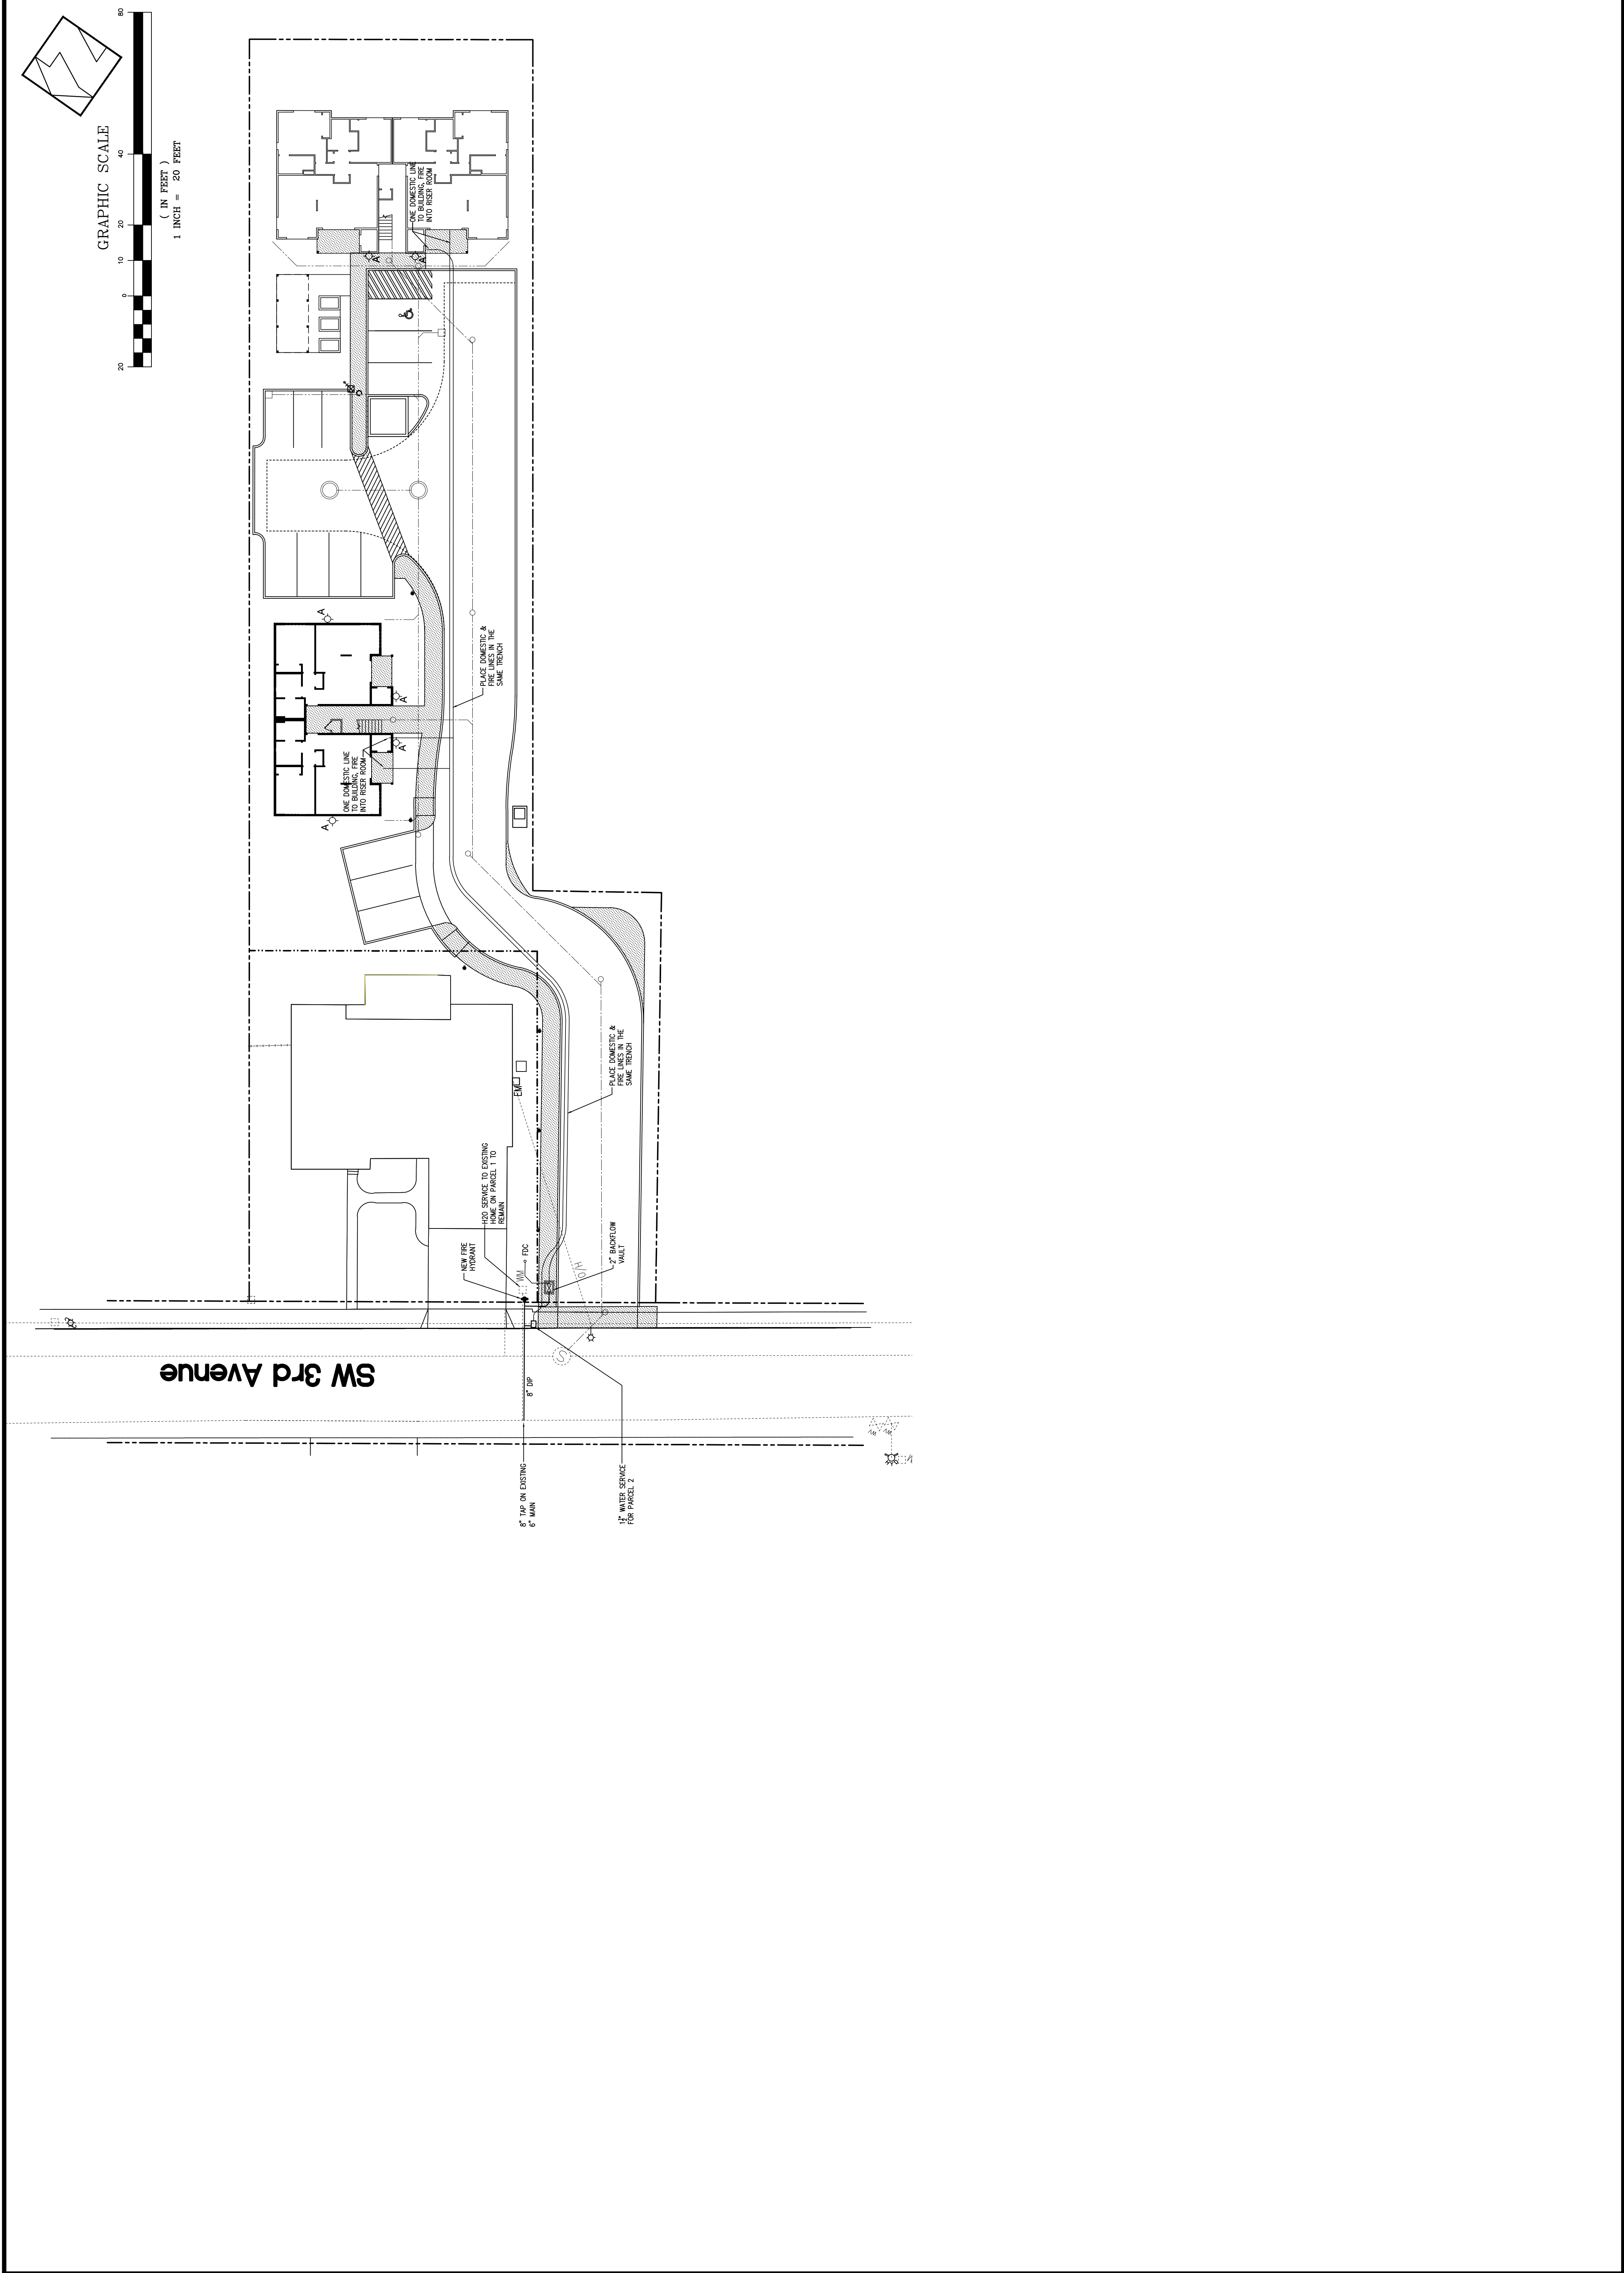 GRAPHIC SCALE
20
0
10
20
40
80
( IN FEET )
1 INCH = 20 FEET
ONE DOMESTIC LINE
TO BUILDING, FIRE
INTO RISER ROOM
A
A
PLACE DOMESTIC &
FIRE LINES IN THE
SAME TRENCH
A
A
A
A
ONE DOMESTIC LINE
TO BUILDING, FIRE
INTO RISER ROOM
PLACE DOMESTIC &
FIRE LINES IN THE
SAME TRENCH
EM
H2O SERVICE TO EXISTING
HOME ON PARCEL 1 TO
REMAIN
NEW FIRE
HYDRANT
WM
FDC
2" BACKFLOW
VAULT
O/H
S
SW 3rd Avenue
8" DIP
8" TAP ON EXISTING
6" MAIN
1½" WATER SERVICE
FOR PARCEL 2